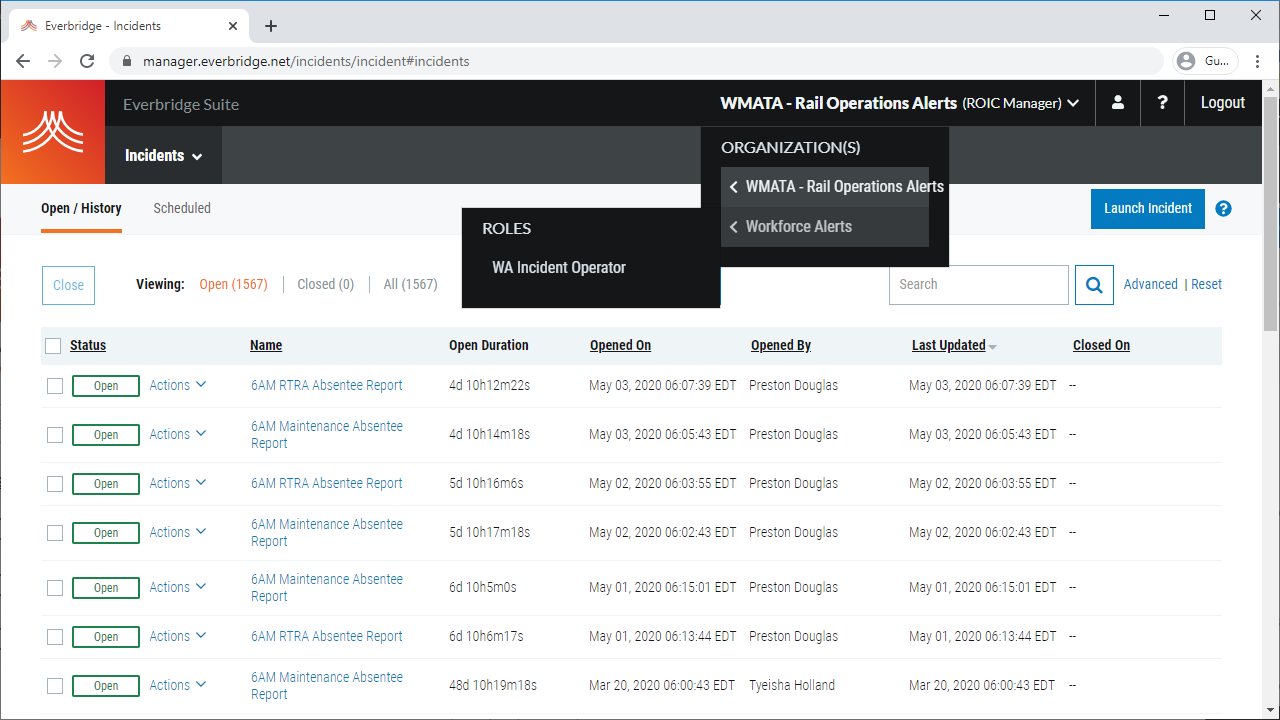 Everbridge - Incidents
manager.everbridge.net/incidents/incident#incidents
Gu...
Everbridge Suite
WMATA - Rail Operations Alerts (ROIC Manager)
?
Logout
Incidents
ORGANIZATION(S)
WMATA - Rail Operations Alerts
Workforce Alerts
ROLES
WA Incident Operator
Open / History
Scheduled
Launch Incident
?
Close
Viewing: Open (1567) | Closed (0) | All (1567)
Search
Advanced | Reset
Status Name Open Duration Opened On Opened By Last Updated Closed On
Open Actions 6AM RTRA Absentee Report 4d 10h12m22s May 03, 2020 06:07:39 EDT Preston Douglas May 03, 2020 06:07:39 EDT --
Open Actions 6AM Maintenance Absentee Report 4d 10h14m18s May 03, 2020 06:05:43 EDT Preston Douglas May 03, 2020 06:05:43 EDT --
Open Actions 6AM RTRA Absentee Report 5d 10h16m6s May 02, 2020 06:03:55 EDT Preston Douglas May 02, 2020 06:03:55 EDT --
Open Actions 6AM Maintenance Absentee Report 5d 10h17m18s May 02, 2020 06:02:43 EDT Preston Douglas May 02, 2020 06:02:43 EDT --
Open Actions 6AM Maintenance Absentee Report 6d 10h5m0s May 01, 2020 06:15:01 EDT Preston Douglas May 01, 2020 06:15:01 EDT --
Open Actions 6AM RTRA Absentee Report 6d 10h6m17s May 01, 2020 06:13:44 EDT Preston Douglas May 01, 2020 06:13:44 EDT --
Open Actions 6AM Maintenance Absentee Report 48d 10h19m18s Mar 20, 2020 06:00:43 EDT Tyeisha Holland Mar 20, 2020 06:00:43 EDT --